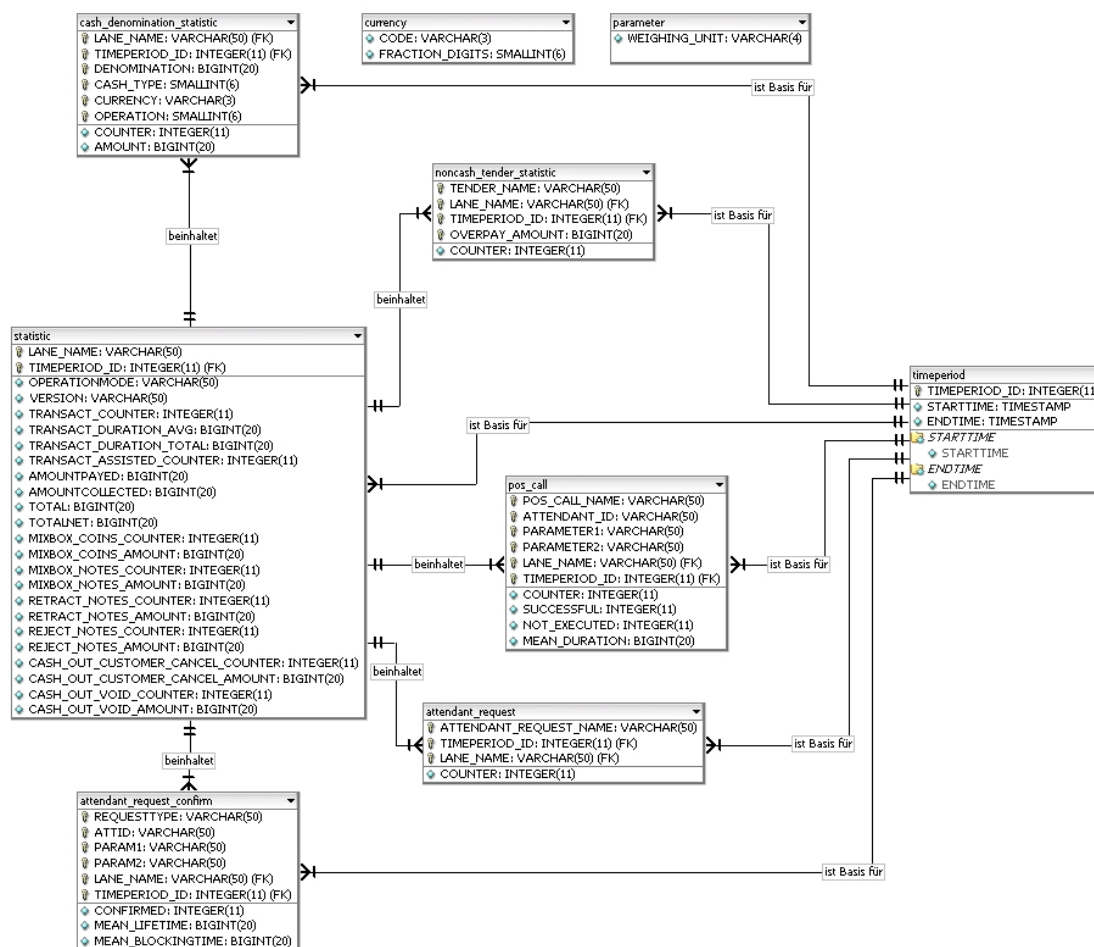 cash_denomination_statistic
LANE_NAME: VARCHAR(50) (FK)
TIMEPERIOD_ID: INTEGER(11) (FK)
DENOMINATION: BIGINT(20)
CASH_TYPE: SMALLINT(6)
CURRENCY: VARCHAR(3)
OPERATION: SMALLINT(6)
COUNTER: INTEGER(11)
AMOUNT: BIGINT(20)
currency
CODE: VARCHAR(3)
FRACTION_DIGITS: SMALLINT(6)
parameter
WEIGHING_UNIT: VARCHAR(4)
ist Basis für
noncash_tender_statistic
TENDER_NAME: VARCHAR(50)
LANE_NAME: VARCHAR(50) (FK)
TIMEPERIOD_ID: INTEGER(11) (FK)
OVERPAY_AMOUNT: BIGINT(20)
COUNTER: INTEGER(11)
ist Basis für
beinhaltet
beinhaltet
statistic
LANE_NAME: VARCHAR(50)
TIMEPERIOD_ID: INTEGER(11) (FK)
OPERATIONMODE: VARCHAR(50)
VERSION: VARCHAR(50)
TRANSACT_COUNTER: INTEGER(11)
TRANSACT_DURATION_AVG: BIGINT(20)
TRANSACT_DURATION_TOTAL: BIGINT(20)
TRANSACT_ASSISTED_COUNTER: INTEGER(11)
AMOUNTPAYED: BIGINT(20)
AMOUNTCOLLECTED: BIGINT(20)
TOTAL: BIGINT(20)
TOTALNET: BIGINT(20)
MIXBOX_COINS_COUNTER: INTEGER(11)
MIXBOX_COINS_AMOUNT: BIGINT(20)
MIXBOX_NOTES_COUNTER: INTEGER(11)
MIXBOX_NOTES_AMOUNT: BIGINT(20)
RETRACT_NOTES_COUNTER: INTEGER(11)
RETRACT_NOTES_AMOUNT: BIGINT(20)
REJECT_NOTES_COUNTER: INTEGER(11)
REJECT_NOTES_AMOUNT: BIGINT(20)
CASH_OUT_CUSTOMER_CANCEL_COUNTER: INTEGER(11)
CASH_OUT_CUSTOMER_CANCEL_AMOUNT: BIGINT(20)
CASH_OUT_VOID_COUNTER: INTEGER(11)
CASH_OUT_VOID_AMOUNT: BIGINT(20)
timeperiod
TIMEPERIOD_ID: INTEGER(11
STARTTIME: TIMESTAMP
ENDTIME: TIMESTAMP
STARTTIME
STARTTIME
ENDTIME
ENDTIME
ist Basis für
pos_call
POS_CALL_NAME: VARCHAR(50)
ATTENDANT_ID: VARCHAR(50)
PARAMETER1: VARCHAR(50)
PARAMETER2: VARCHAR(50)
LANE_NAME: VARCHAR(50) (FK)
TIMEPERIOD_ID: INTEGER(11) (FK)
COUNTER: INTEGER(11)
SUCCESSFUL: INTEGER(11)
NOT_EXECUTED: INTEGER(11)
MEAN_DURATION: BIGINT(20)
beinhaltet
ist Basis für
beinhaltet
attendant_request
ATTENDANT_REQUEST_NAME: VARCHAR(50)
TIMEPERIOD_ID: INTEGER(11) (FK)
LANE_NAME: VARCHAR(50) (FK)
COUNTER: INTEGER(11)
ist Basis für
beinhaltet
attendant_request_confirm
REQUESTTYPE: VARCHAR(50)
ATTID: VARCHAR(50)
PARAM1: VARCHAR(50)
PARAM2: VARCHAR(50)
LANE_NAME: VARCHAR(50) (FK)
TIMEPERIOD_ID: INTEGER(11) (FK)
CONFIRMED: INTEGER(11)
MEAN_LIFETIME: BIGINT(20)
MEAN_BLOCKINGTIME: BIGINT(20)
ist Basis für